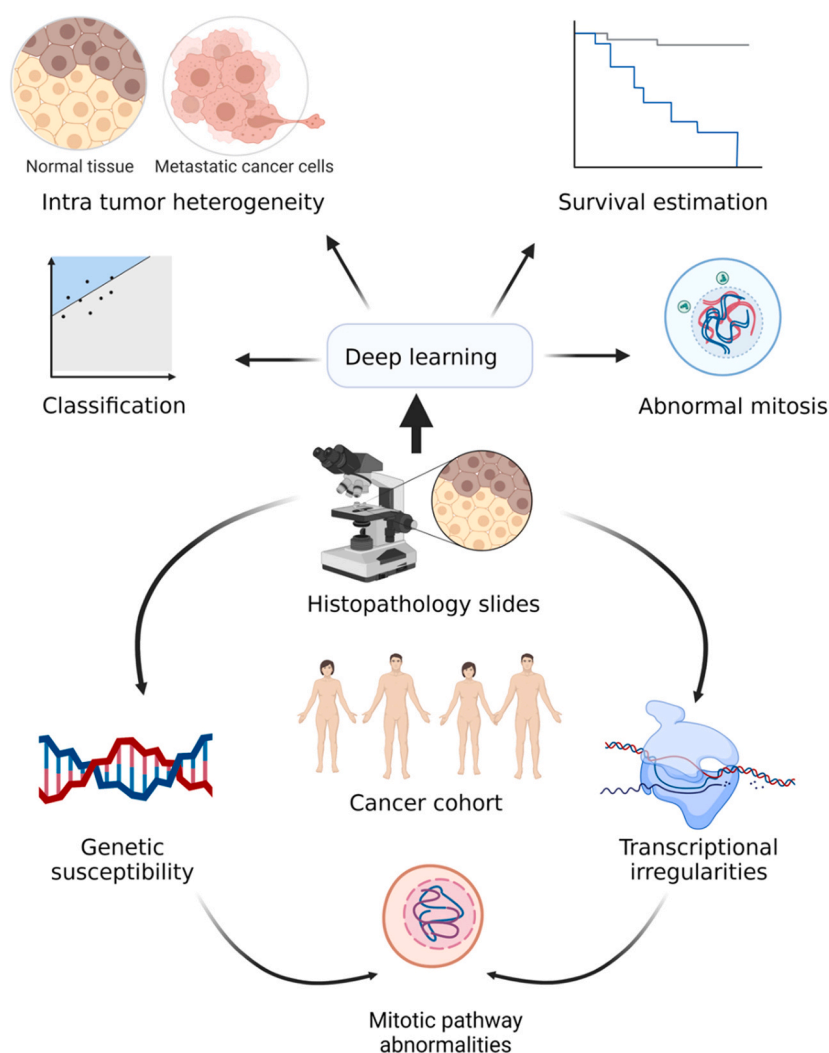 Normal tissue
Metastatic cancer cells
Intra tumor heterogeneity
Survival estimation
Classification
Deep learning
Abnormal mitosis
Histopathology slides
Cancer cohort
Genetic
susceptibility
Transcriptional
irregularities
Mitotic pathway
abnormalities